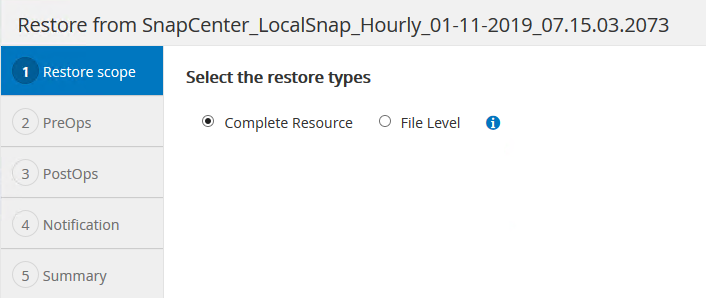 Restore from SnapCenter_LocalSnap_Hourly_01-11-2019_07.15.03.2073
1 Restore scope
2 PreOps
3 PostOps
4 Notification
5 Summary
Select the restore types
Complete Resource File Level i